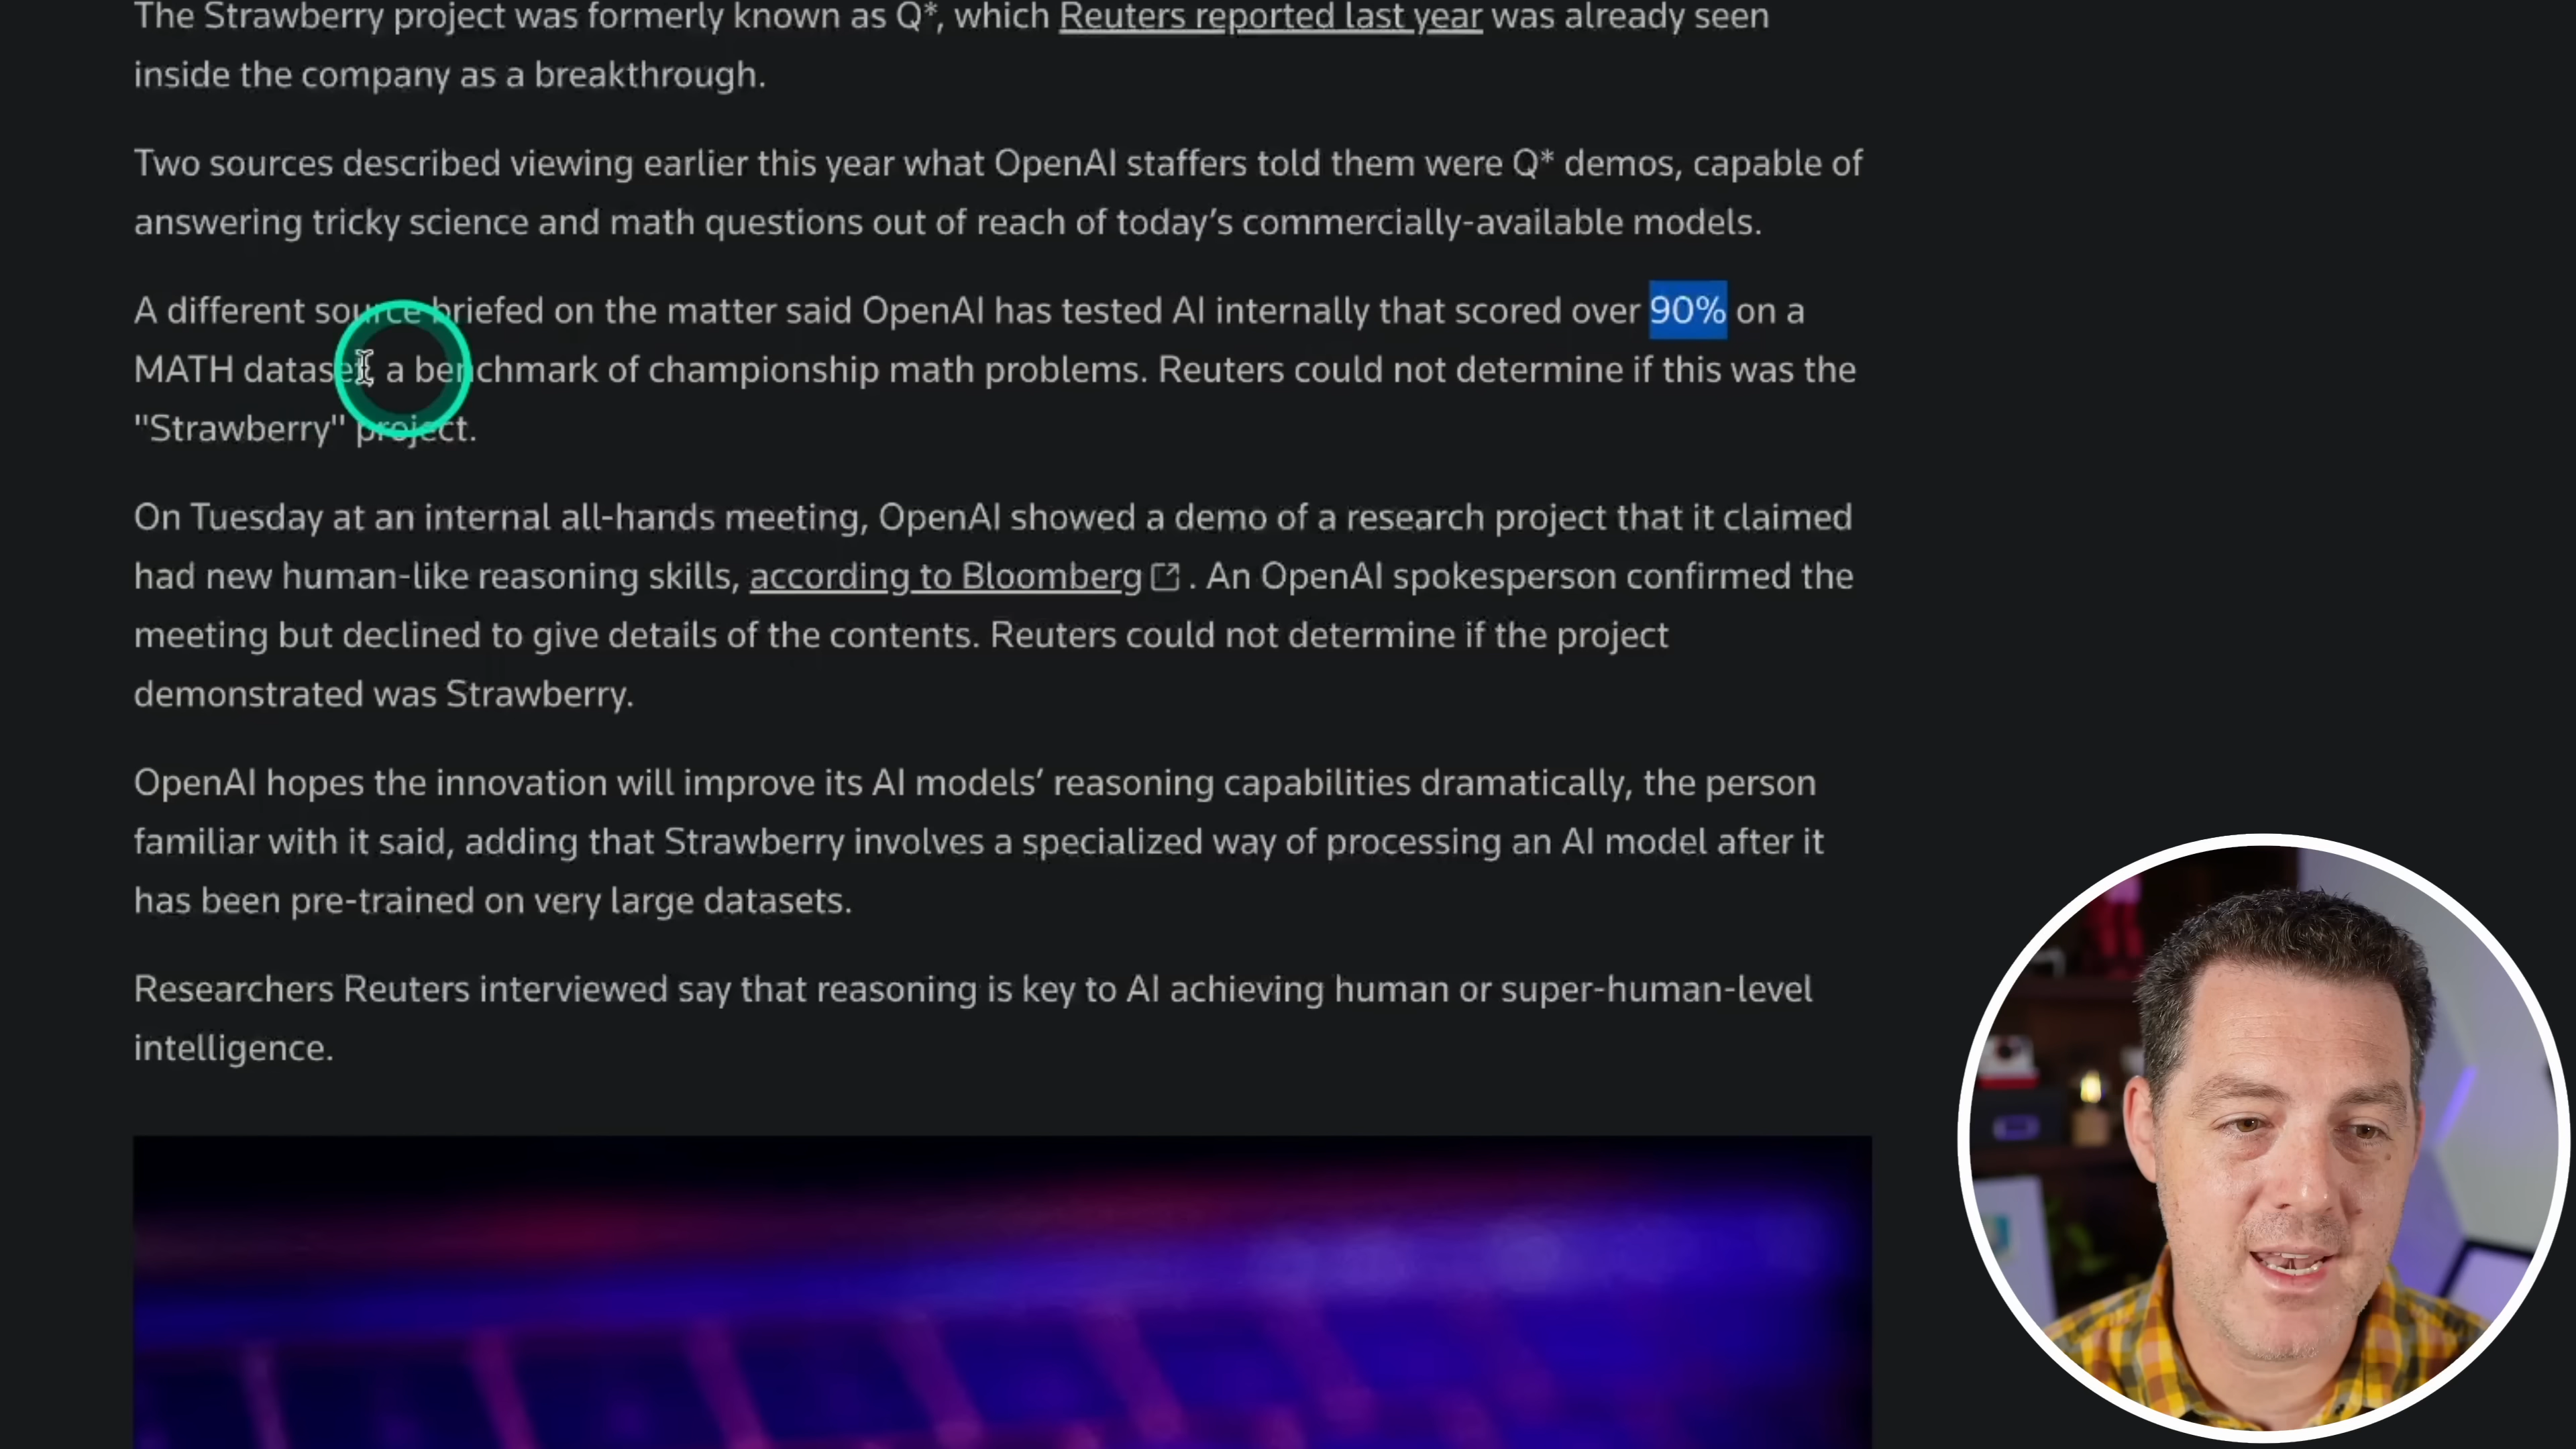 The Strawberry project was formerly known as Q*, which Reuters reported last year was already seen
inside the company as a breakthrough.
Two sources described viewing earlier this year what OpenAI staffers told them were Q* demos, capable of
answering tricky science and math questions out of reach of today’s commercially-available models.
A different source briefed on the matter said OpenAI has tested AI internally that scored over 90% on a
MATH dataset, a benchmark of championship math problems. Reuters could not determine if this was the
"Strawberry" project.
On Tuesday at an internal all-hands meeting, OpenAI showed a demo of a research project that it claimed
had new human-like reasoning skills, according to Bloomberg. An OpenAI spokesperson confirmed the
meeting but declined to give details of the contents. Reuters could not determine if the project
demonstrated was Strawberry.
OpenAI hopes the innovation will improve its AI models’ reasoning capabilities dramatically, the person
familiar with it said, adding that Strawberry involves a specialized way of processing an AI model after it
has been pre-trained on very large datasets.
Researchers Reuters interviewed say that reasoning is key to AI achieving human or super-human-level
intelligence.